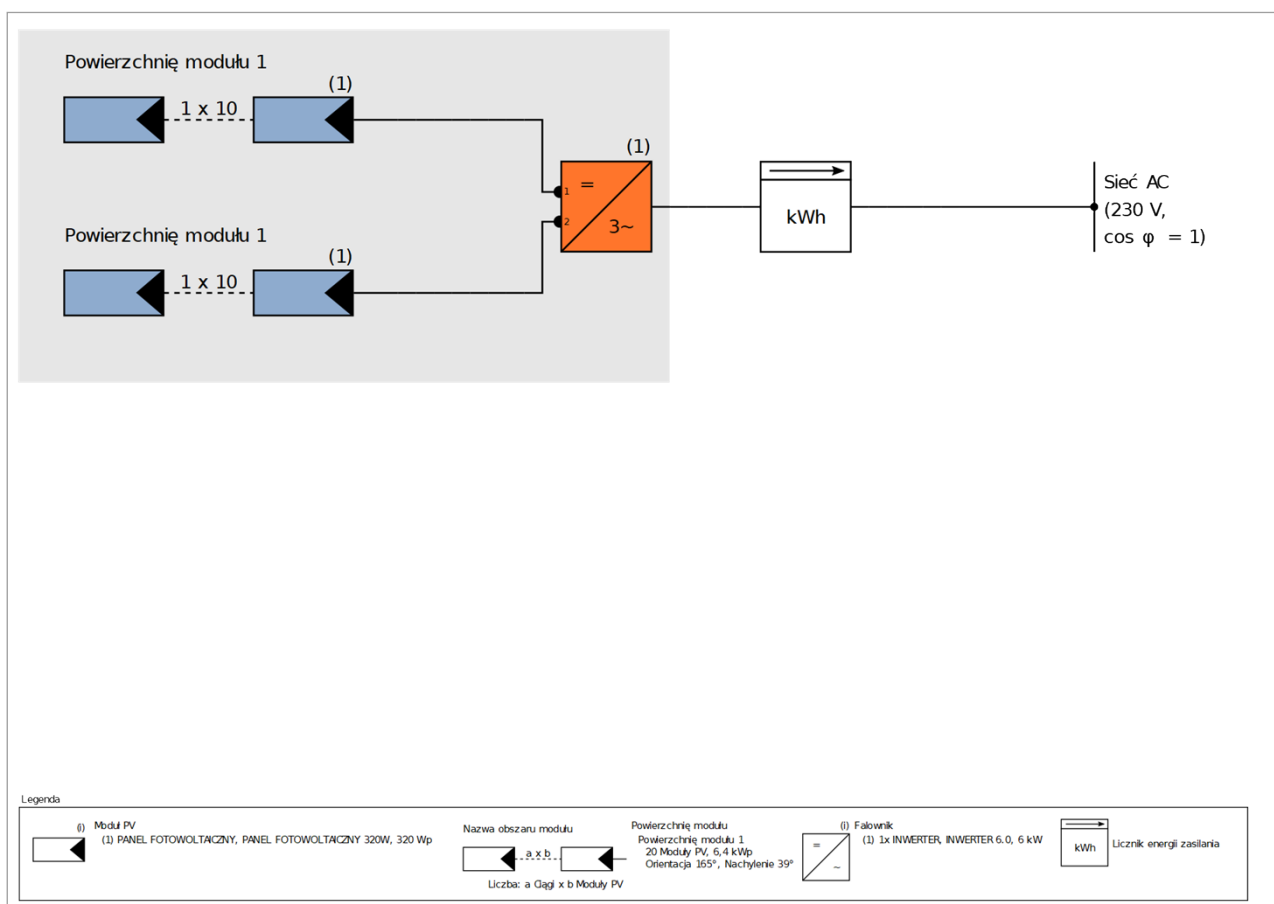 Powierzchnię modułu 1
(1)
1 x 10
(1)
1
=
2
3~
kWh
Sieć AC
(230 V,
cos φ = 1)
Powierzchnię modułu 1
(1)
1 x 10
Legenda
(i) Moduł PV
(1) PANEL FOTOWOLTAICZNY, PANEL FOTOWOLTAICZNY 320W, 320 Wp
Nazwa obszaru modułu
a x b
Liczba: a Ciągi x b Moduły PV
Powierzchnię modułu
Powierzchnię modułu 1
20 Moduły PV, 6,4 kWp
Orientacja 165°, Nachylenie 39°
(i) Falownik
=
~
(1) 1x INWERTER, INWERTER 6.0, 6 kW
kWh
Licznik energii zasilania